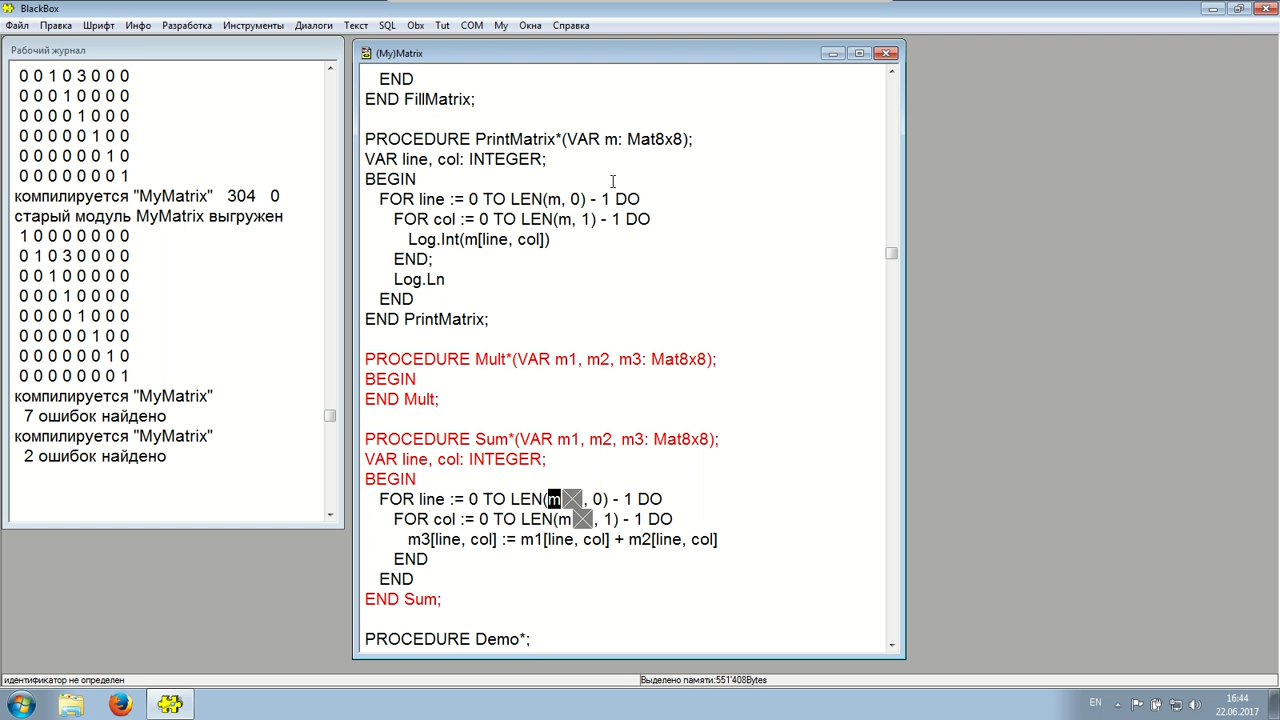 BlackBox
Файл Правка Шрифт Инфо Разработка Инструменты Диалоги Текст SQL Obx Tut COM My Окна Справка
Рабочий журнал
0 0 1 0 3 0 0 0
0 0 0 1 0 0 0 0
0 0 0 0 1 0 0 0
0 0 0 0 0 1 0 0
0 0 0 0 0 0 1 0
0 0 0 0 0 0 0 1
компилируется "MyMatrix" 304 0
старый модуль MyMatrix выгружен
1 0 0 0 0 0 0 0
0 1 0 3 0 0 0 0
0 0 1 0 0 0 0 0
0 0 0 1 0 0 0 0
0 0 0 0 1 0 0 0
0 0 0 0 0 1 0 0
0 0 0 0 0 0 1 0
0 0 0 0 0 0 0 1
компилируется "MyMatrix"
7 ошибок найдено
компилируется "MyMatrix"
2 ошибок найдено
(My)Matrix
END
END FillMatrix;
PROCEDURE PrintMatrix*(VAR m: Mat8x8);
VAR line, col: INTEGER;
BEGIN
FOR line := 0 TO LEN(m, 0) - 1 DO
FOR col := 0 TO LEN(m, 1) - 1 DO
Log.Int(m[line, col])
END;
Log.Ln
END
END PrintMatrix;
PROCEDURE Mult*(VAR m1, m2, m3: Mat8x8);
BEGIN
END Mult;
PROCEDURE Sum*(VAR m1, m2, m3: Mat8x8);
VAR line, col: INTEGER;
BEGIN
FOR line := 0 TO LEN(m, 0) - 1 DO
FOR col := 0 TO LEN(m, 1) - 1 DO
m3[line, col] := m1[line, col] + m2[line, col]
END
END
END Sum;
PROCEDURE Demo*;
идентификатор не определен
Выделено памяти:551'408Bytes
EN
16:44
22.06.2017